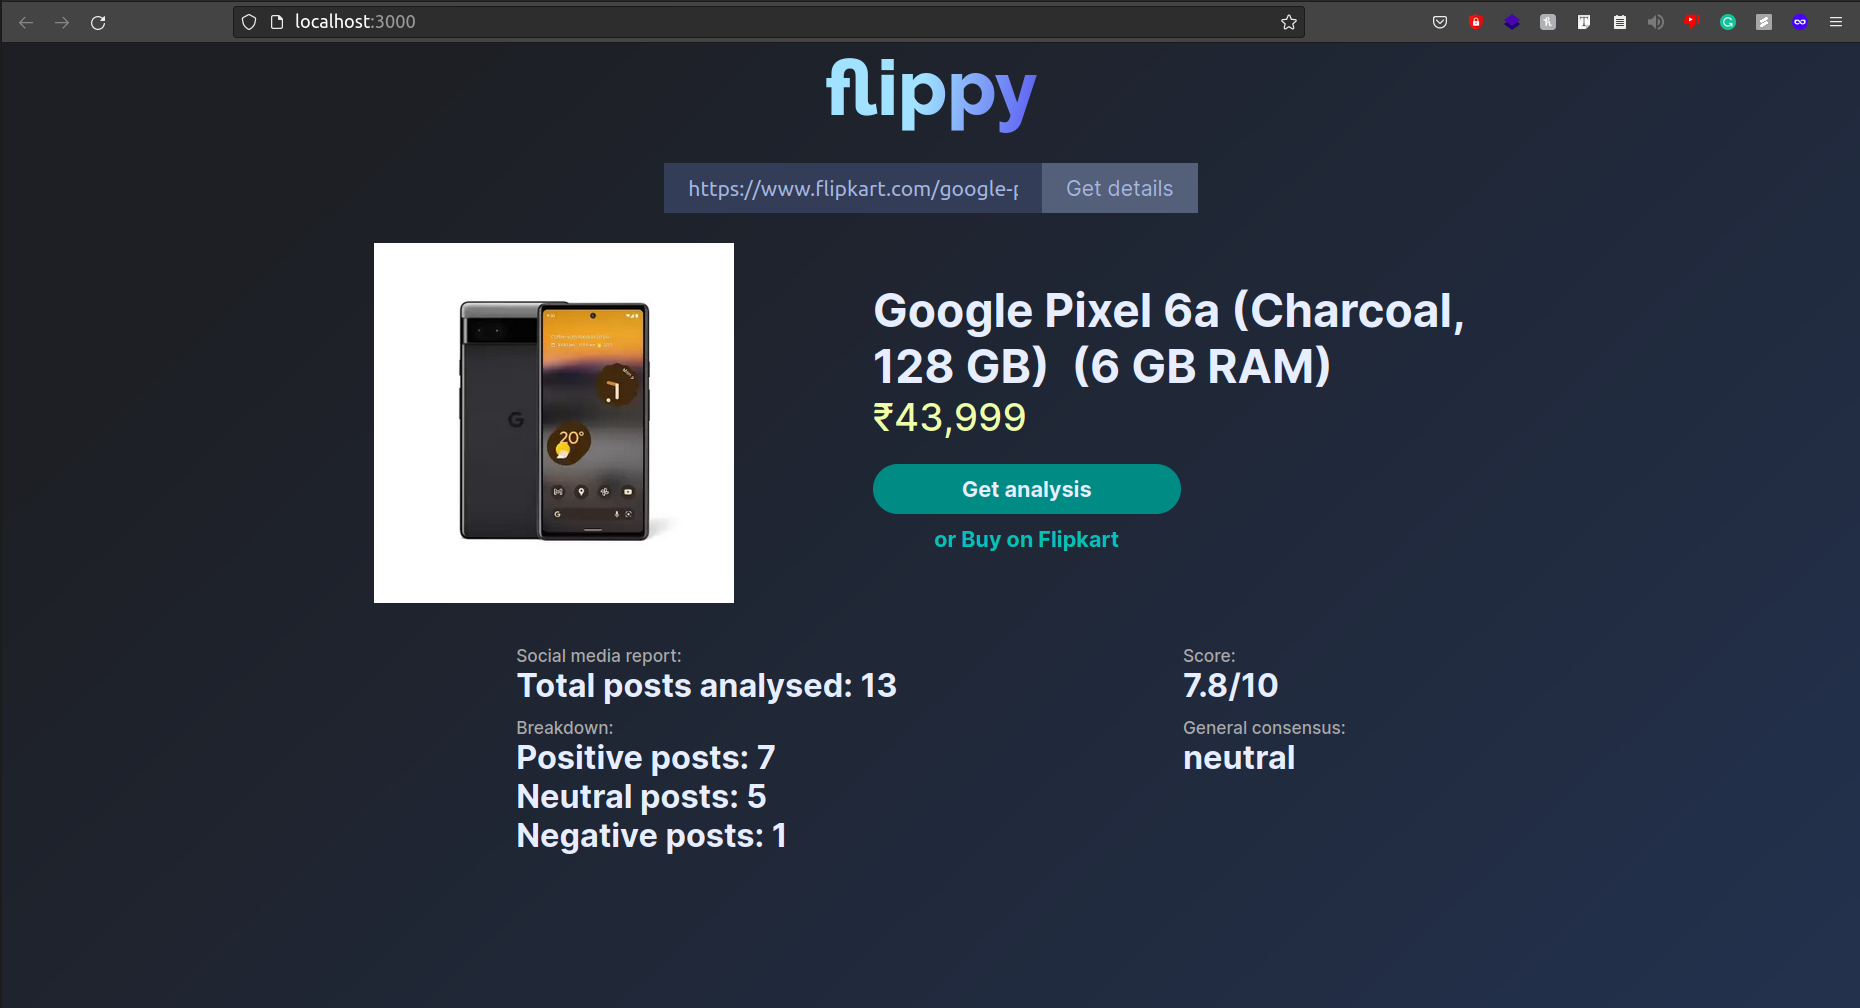 localhost:3000
flippy
https://www.flipkart.com/google-p
Get details
Google Pixel 6a (Charcoal,
128 GB)  (6 GB RAM)
₹43,999
20°
Get analysis
or Buy on Flipkart
Social media report:
Total posts analysed: 13
Breakdown:
Positive posts: 7
Neutral posts: 5
Negative posts: 1
Score:
7.8/10
General consensus:
neutral